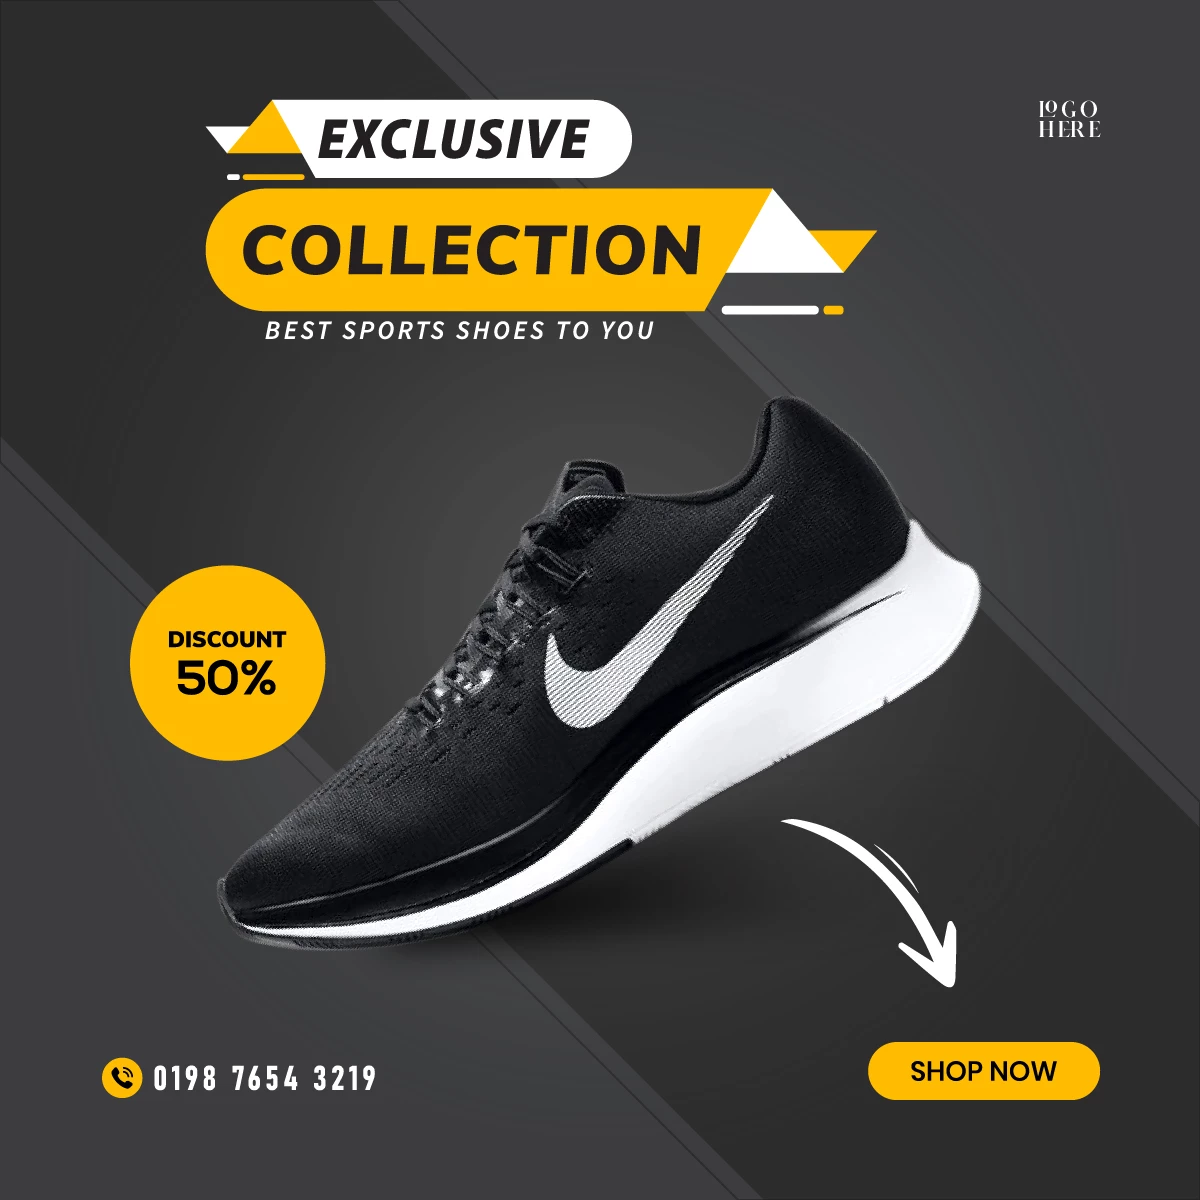 EXCLUSIVE
LOGO
HERE
COLLECTION
BEST SPORTS SHOES TO YOU
DISCOUNT
50%
0198 7654 3219
SHOP NOW